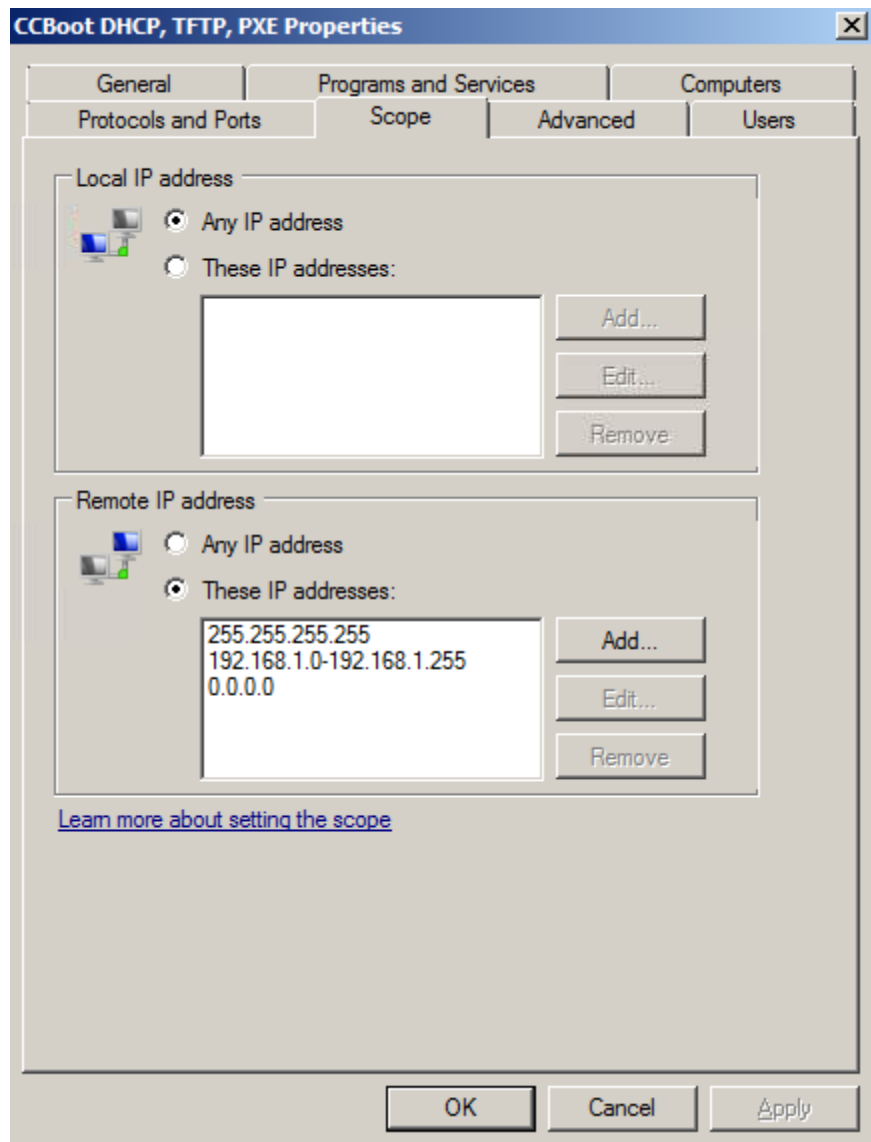 CCBoot DHCP, TFTP, PXE Properties
General Programs and Services Computers
Protocols and Ports Scope Advanced Users
Local IP address
Any IP address
These IP addresses:
Add...
Edit...
Remove
Remote IP address
Any IP address
These IP addresses:
255.255.255.255
192.168.1.0-192.168.1.255
0.0.0.0
Add...
Edit...
Remove
Learn more about setting the scope
OK Cancel Apply